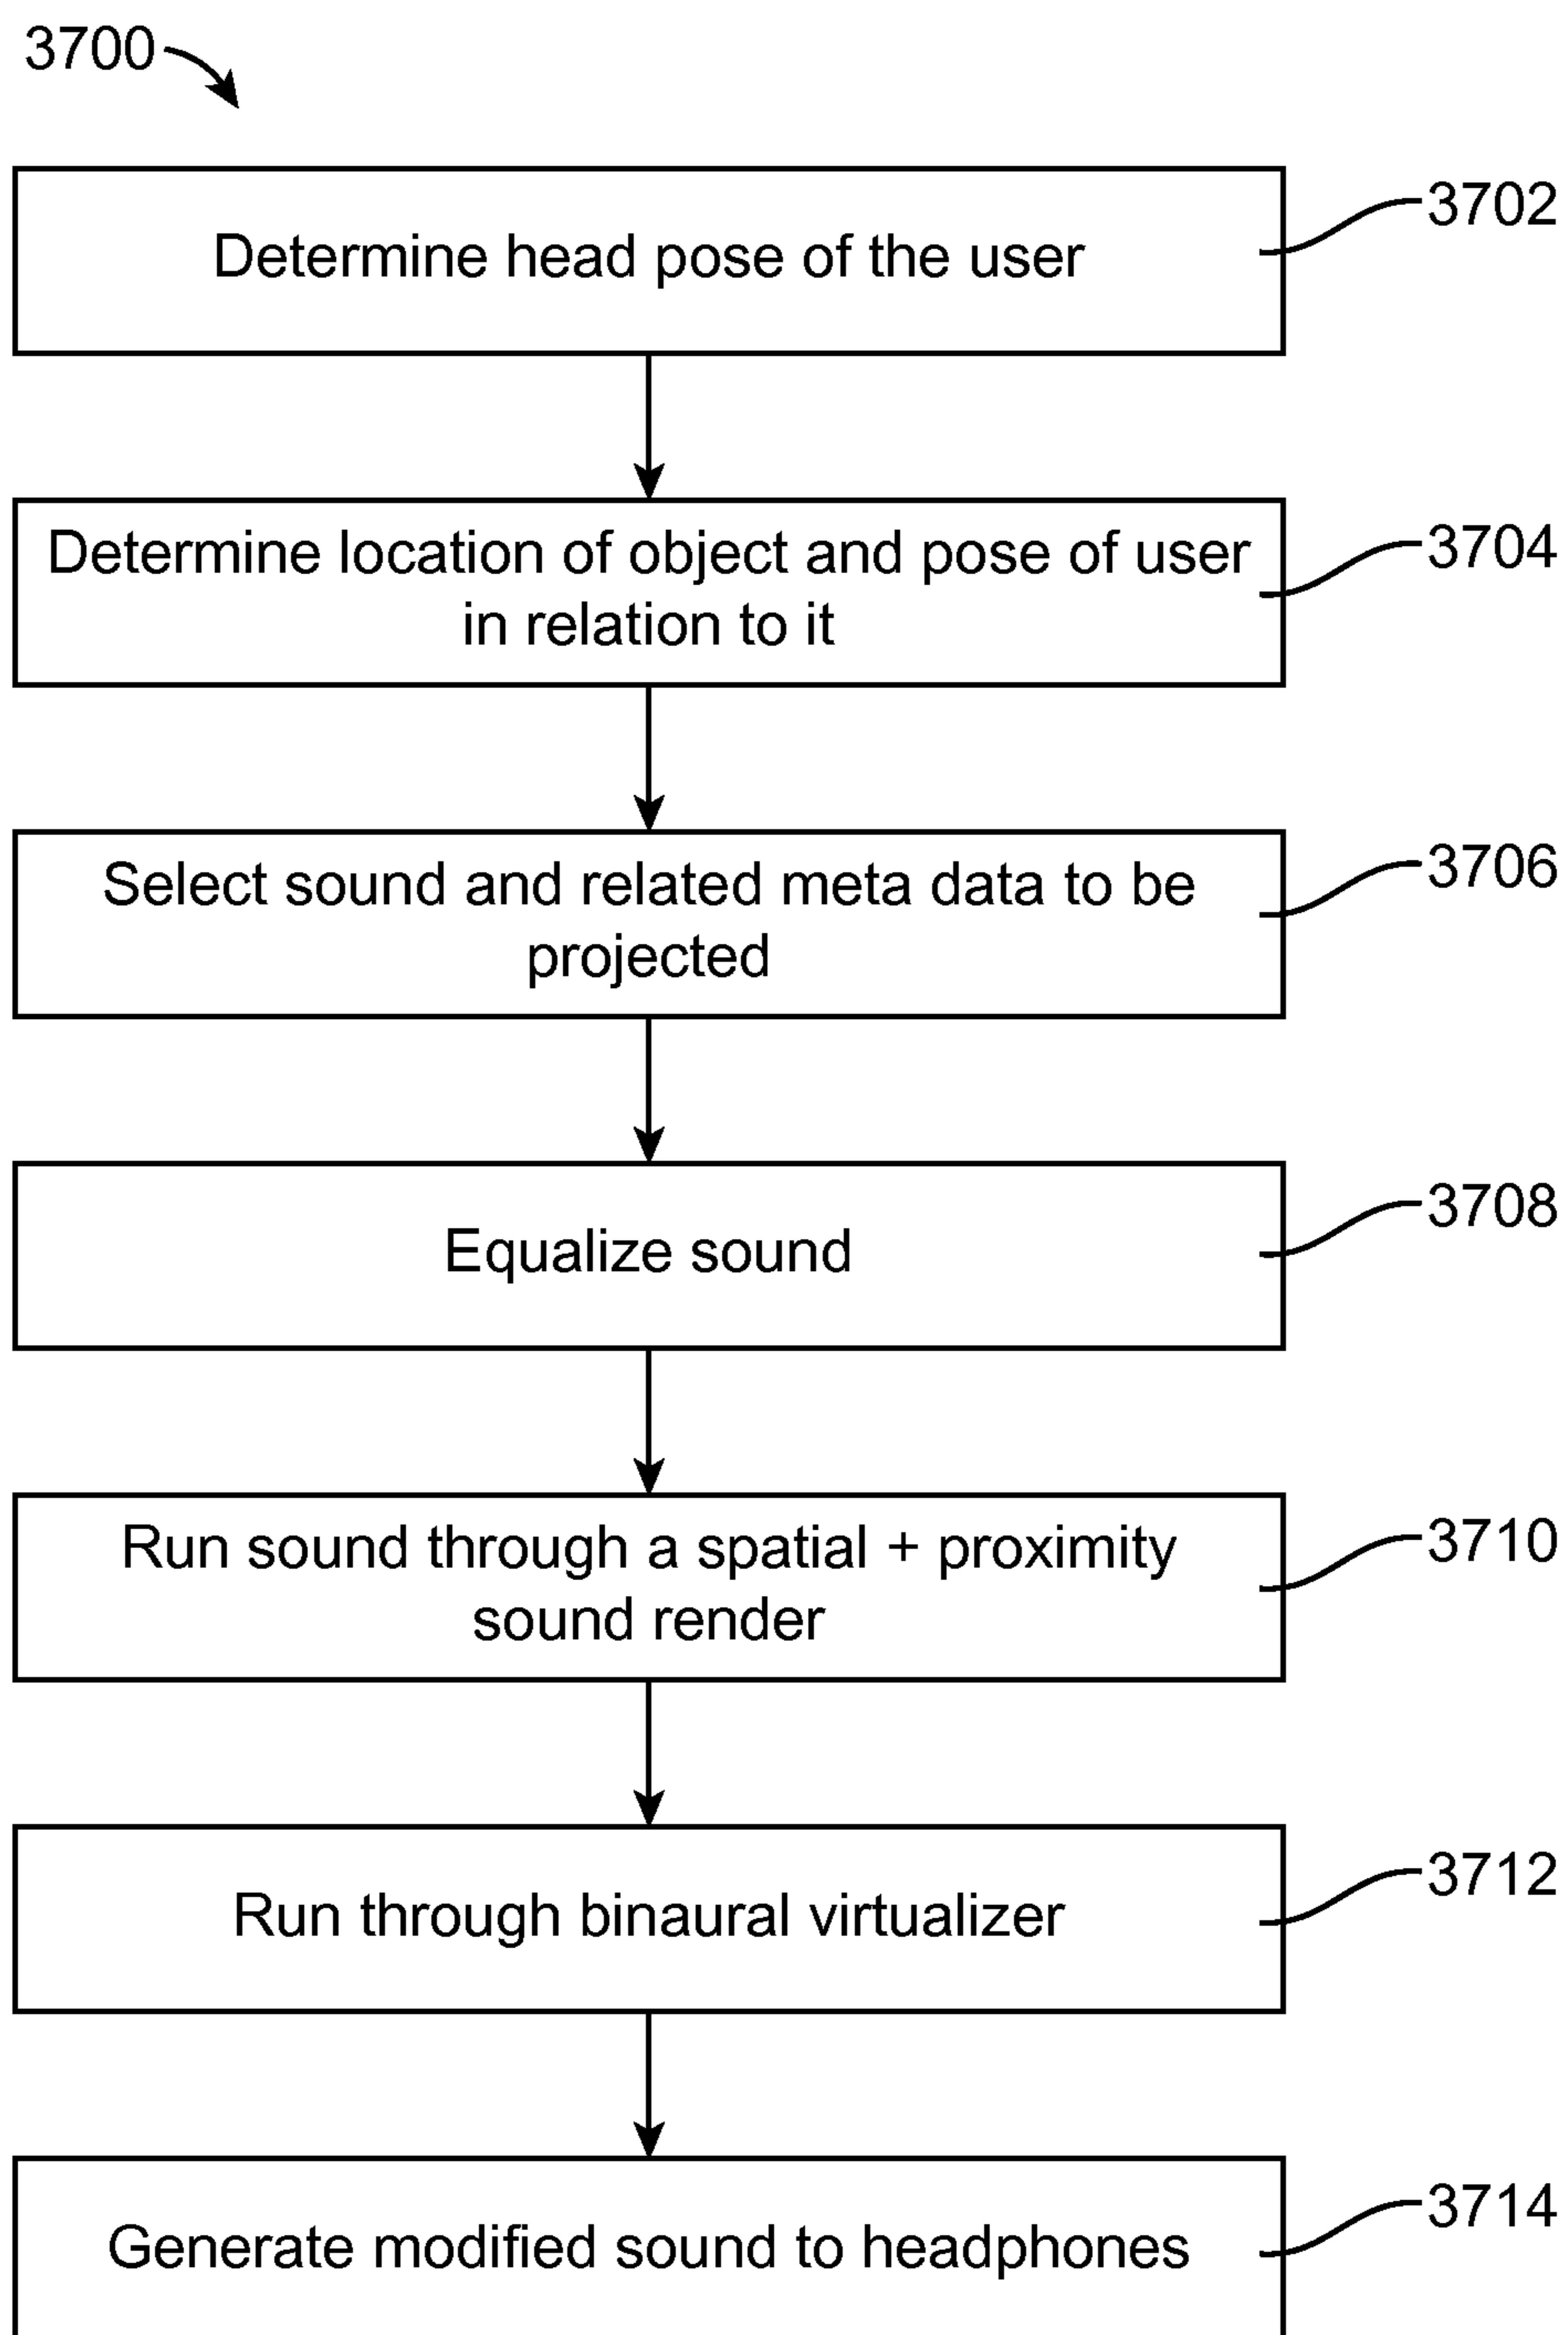 3700
Determine head pose of the user
3702
Determine location of object and pose of user
in relation to it
3704
Select sound and related meta data to be
projected
3706
Equalize sound
3708
Run sound through a spatial + proximity
sound render
3710
Run through binaural virtualizer
3712
Generate modified sound to headphones
3714